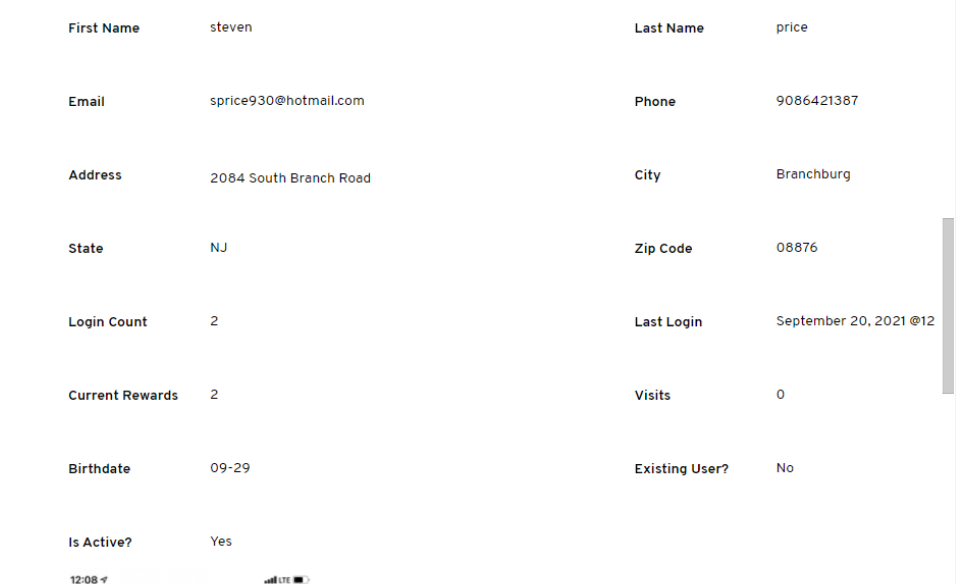 First Name steven Last Name price
Email sprice930@hotmail.com Phone 9086421387
Address 2084 South Branch Road City Branchburg
State NJ Zip Code 08876
Login Count 2 Last Login September 20, 2021 @12
Current Rewards 2 Visits 0
Birthdate 09-29 Existing User? No
Is Active? Yes
12:08 LTE